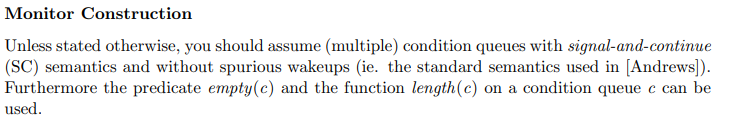 Monitor Construction
Unless stated otherwise, you should assume (multiple) condition queues with signal-and-continue
(SC) semantics and without spurious wakeups (ie. the standard semantics used in [Andrews]).
Furthermore the predicate empty(c) and the function length(c) on a condition queue c can be
used.